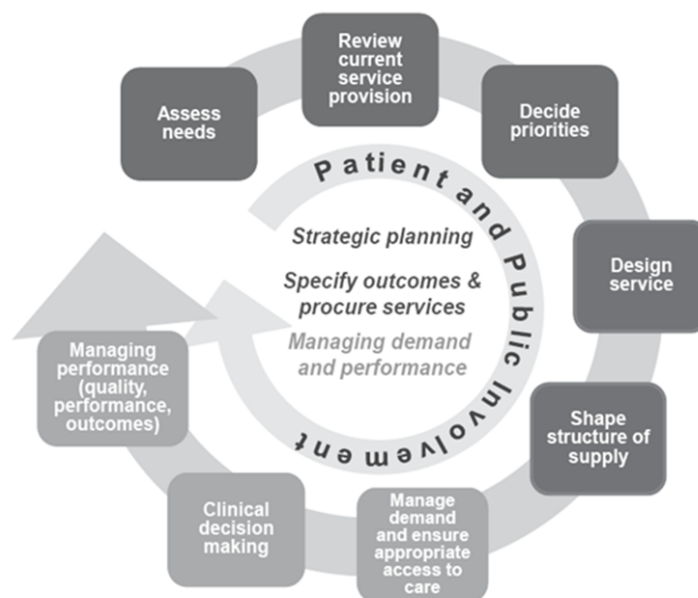 Review
current
service
provision
Assess
needs
Decide
priorities
Patient and Public Involvement
Strategic planning
Specify outcomes &
procure services
Managing demand
and performance
Design
service
Managing
performance
(quality,
performance,
outcomes)
Shape
structure of
supply
Clinical
decision
making
Manage
demand
and ensure
appropriate
access to
care